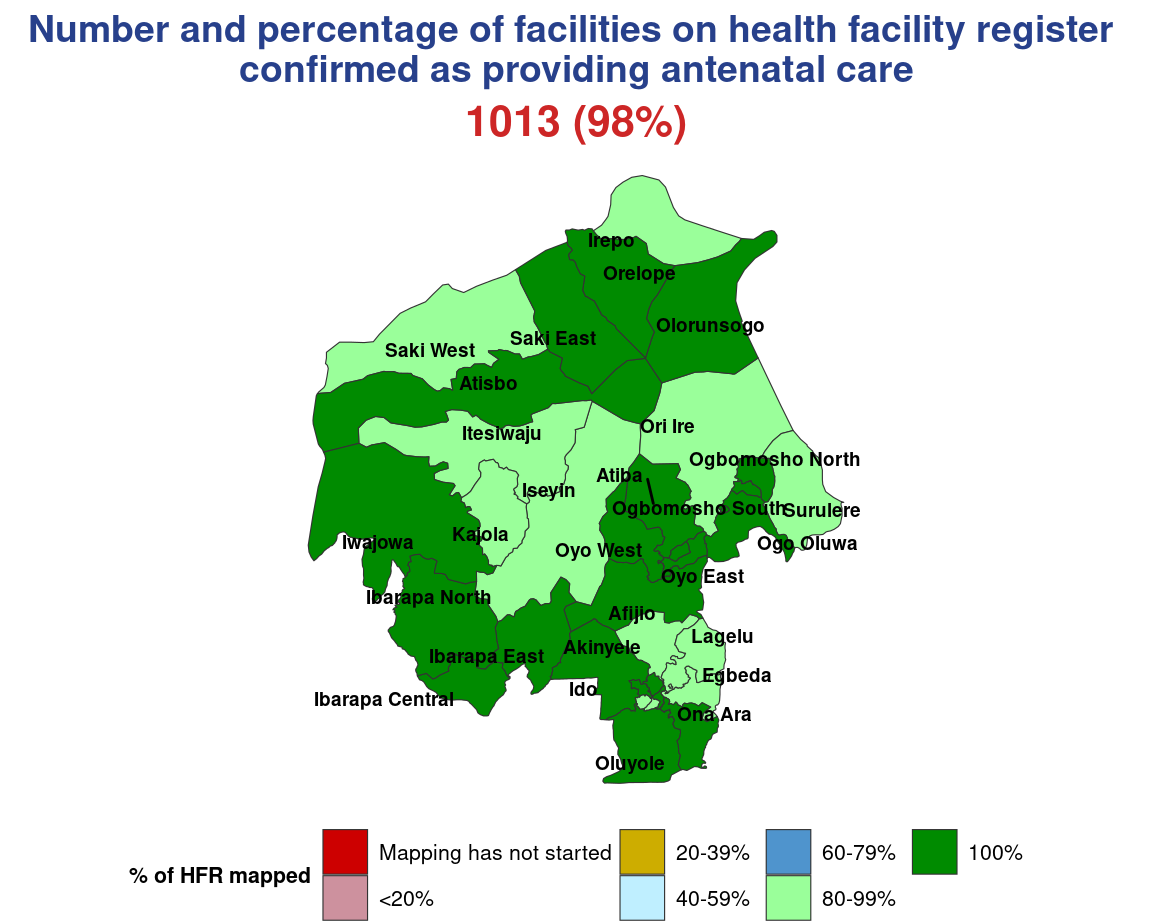 Number and percentage of facilities on health facility register
confirmed as providing antenatal care
1013 (98%)
Irepo
Orelope
Olorunsogo
Saki East
Saki West
Atisbo
Ori Ire
Itesiwaju
Ogbomosho North
Atiba
Iseyin
Ogbomosho South
Surulere
Kajola
Iwajowa
Ogo Oluwa
Oyo West
Oyo East
Ibarapa North
Afijio
Lagelu
Akinyele
Ibarapa East
Egbeda
Ido
Ibarapa Central
Ona Ara
Oluyole
% of HFR mapped
Mapping has not started
<20%
20-39%
40-59%
60-79%
80-99%
100%